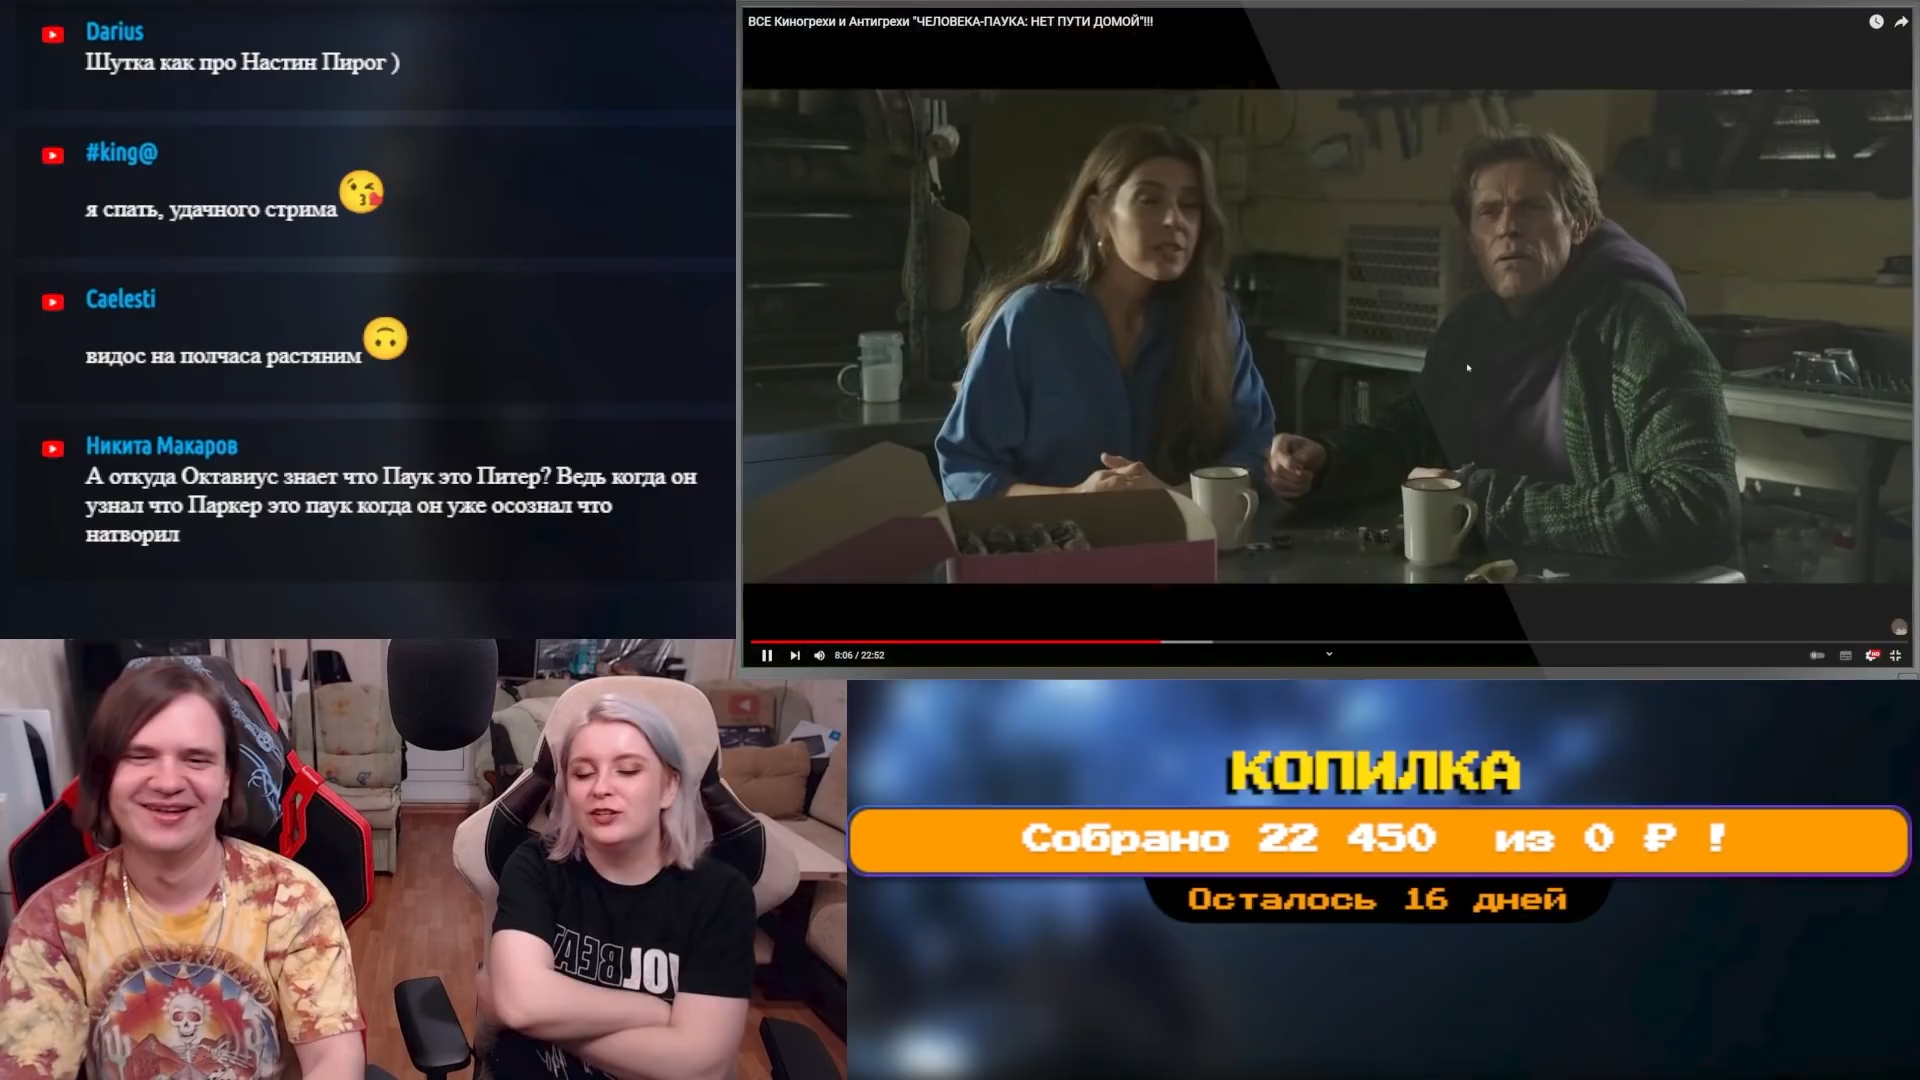 Darius
Шутка как про Настин Пирог )
#king@
я спать, удачного стрима
Caelesti
видос на полчаса растяним
Никита Макаров
А откуда Октавиус знает что Паук это Питер? Ведь когда он
узнал что Паркер это паук когда он уже осознал что
натворил
ВСЕ Киногрехи и Антигрехи "ЧЕЛОВЕКА-ПАУКА: НЕТ ПУТИ ДОМОЙ"!!!
8:06 / 22:52
КОПИЛКА
Собрано 22 450 из 0 ₽ !
Осталось 16 дней